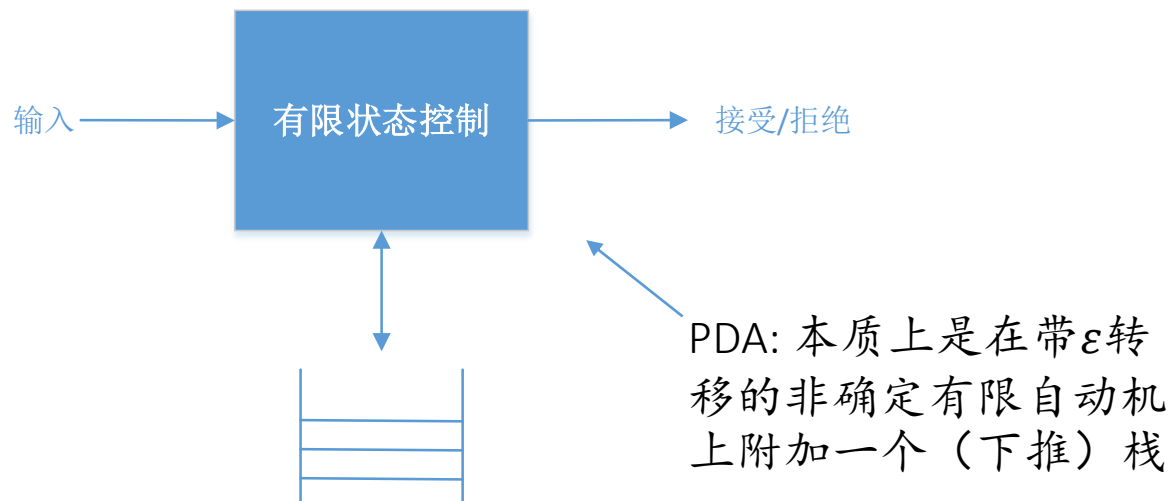 输入
有限状态控制
接受/拒绝
PDA: 本质上是在带ε转
移的非确定有限自动机
上附加一个（下推）栈